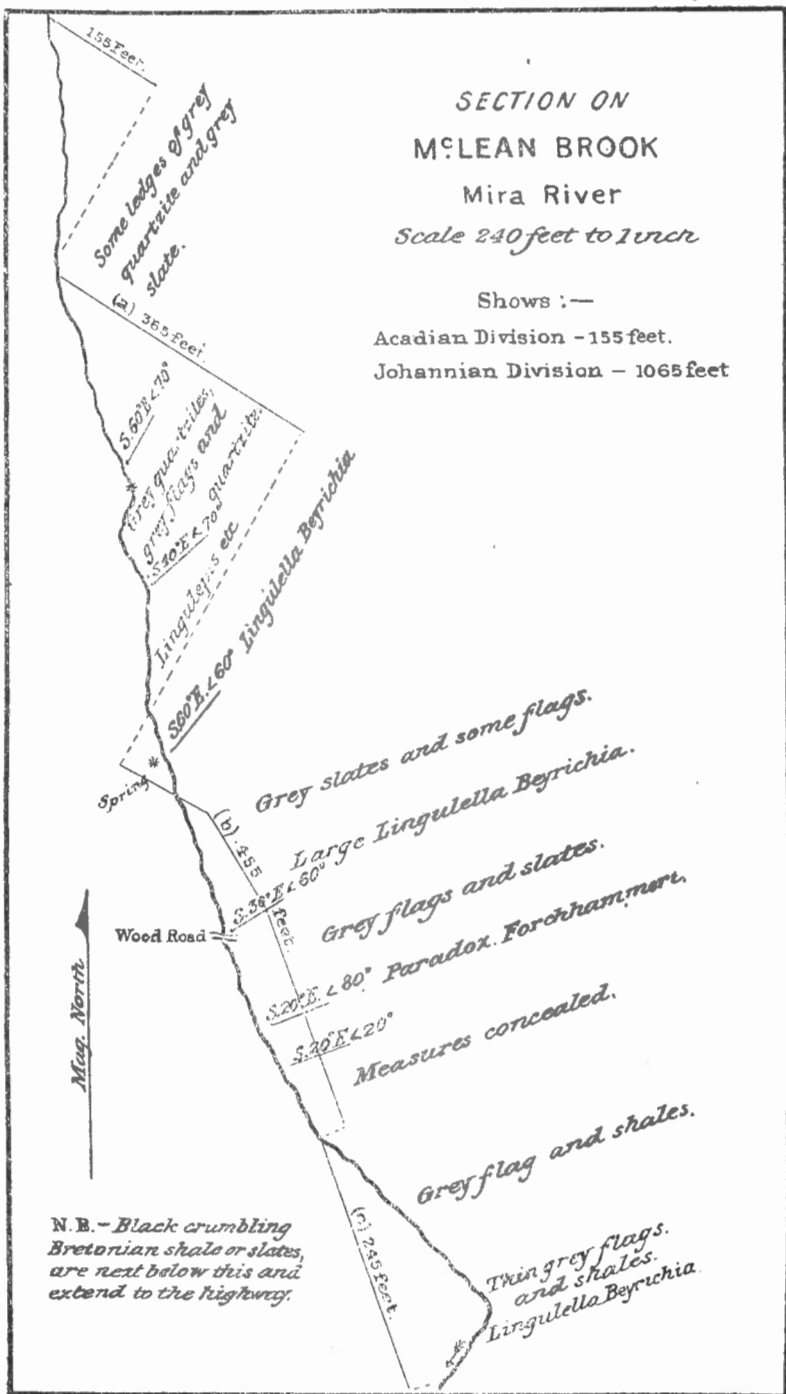 SECTION ON
McLEAN BROOK
Mira River
Scale 240 feet to 1 inch
Shows :—
Acadian Division - 155 feet.
Johannian Division - 1065 feet
155 Feet.
Some ledges of grey
quartzite and grey
slate.
(a) 365 feet.
S. 60° E < 70°
Grey quartzites,
grey flags and
quartzite.
S. 40° E < 70°
Lingulepis etc
S. 60° E. < 60° Lingulella Beyrichia
Spring
Grey slates and some flags.
(b) 455 feet.
Large Lingulella Beyrichia.
S. 36° E < 60°
Grey flags and slates.
Wood Road
S. 20° E. < 80° Paradox. Forchhammeri.
S. 20° E < 20°
Measures concealed.
Mag. North
Grey flag and shales.
(c) 245 feet.
Thin grey flags.
and shales.
Lingulella Beyrichia
N.B. - Black crumbling
Bretonian shale or slates,
are next below this and
extend to the highway.